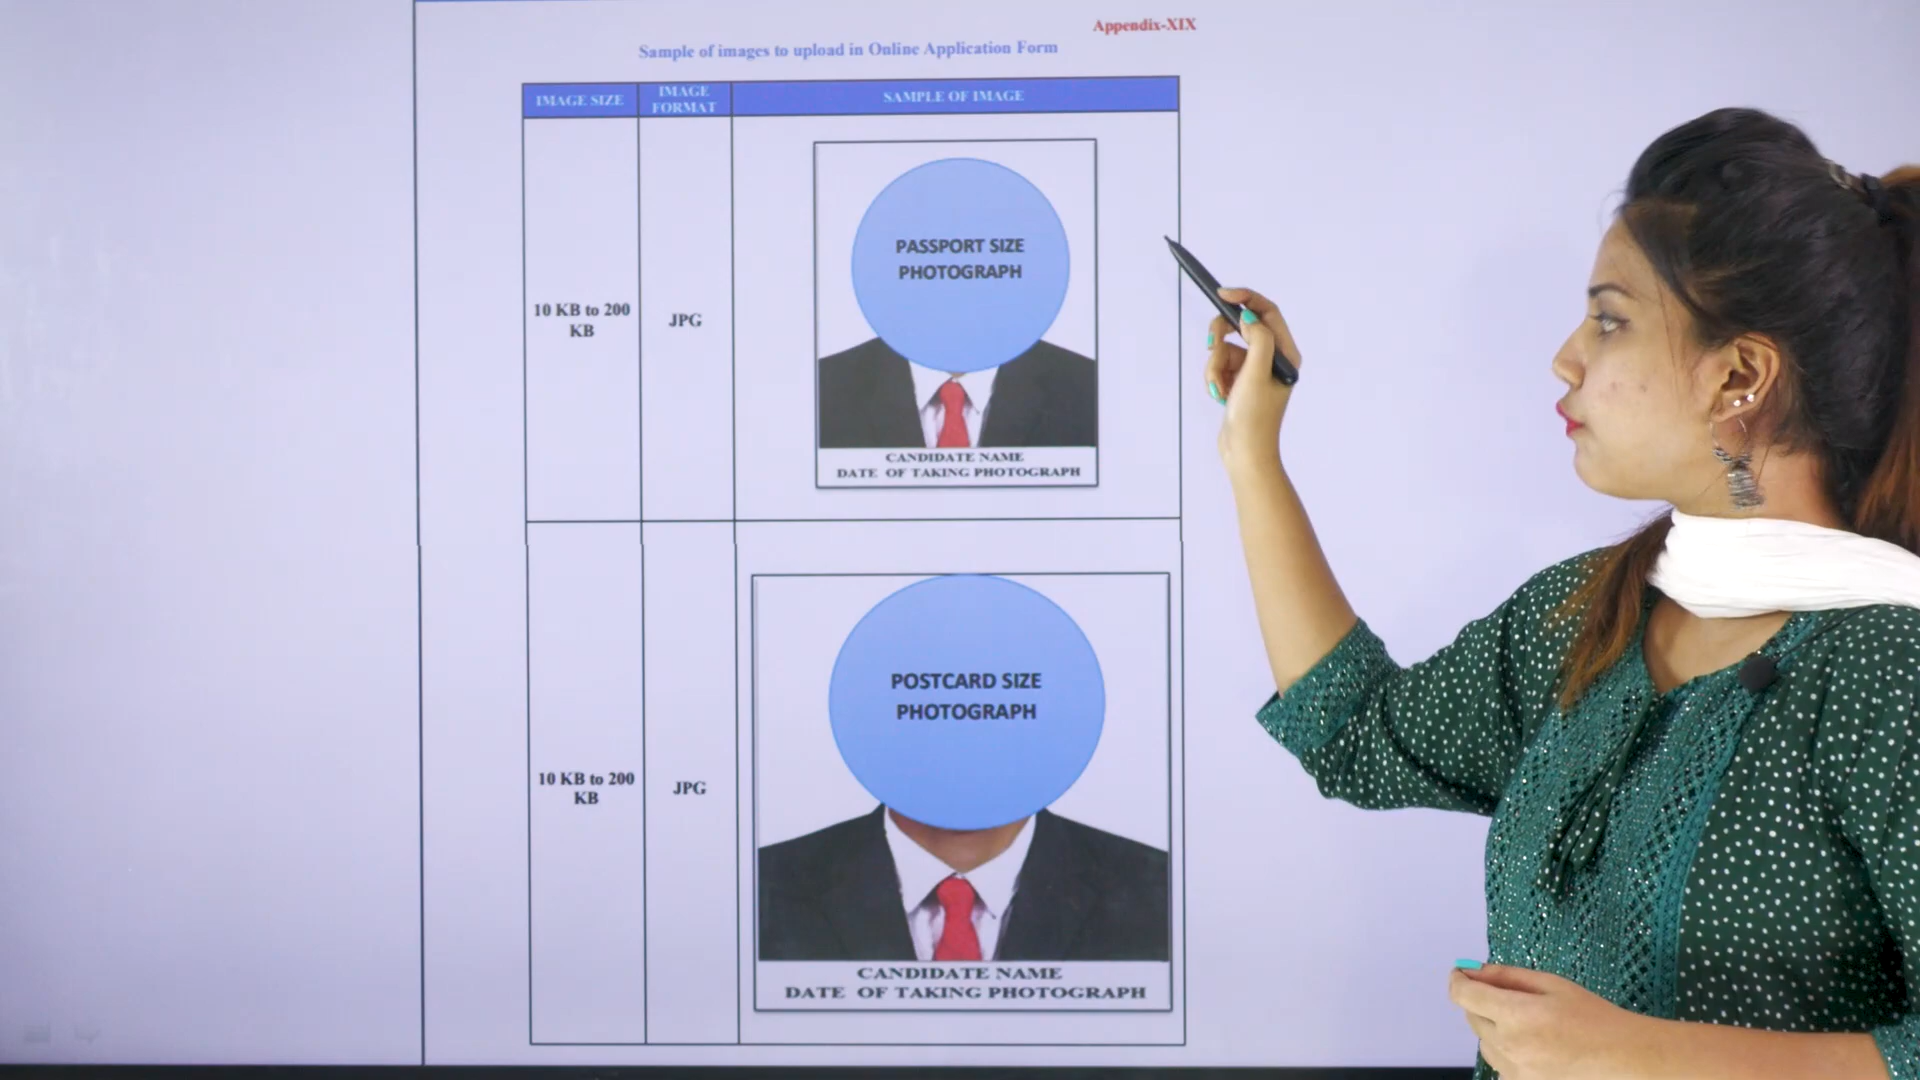 Appendix-XIX
Sample of images to upload in Online Application Form
IMAGE SIZE
IMAGE
FORMAT
SAMPLE OF IMAGE
10 KB to 200
KB
JPG
PASSPORT SIZE
PHOTOGRAPH
CANDIDATE NAME
DATE OF TAKING PHOTOGRAPH
10 KB to 200
KB
JPG
POSTCARD SIZE
PHOTOGRAPH
CANDIDATE NAME
DATE OF TAKING PHOTOGRAPH